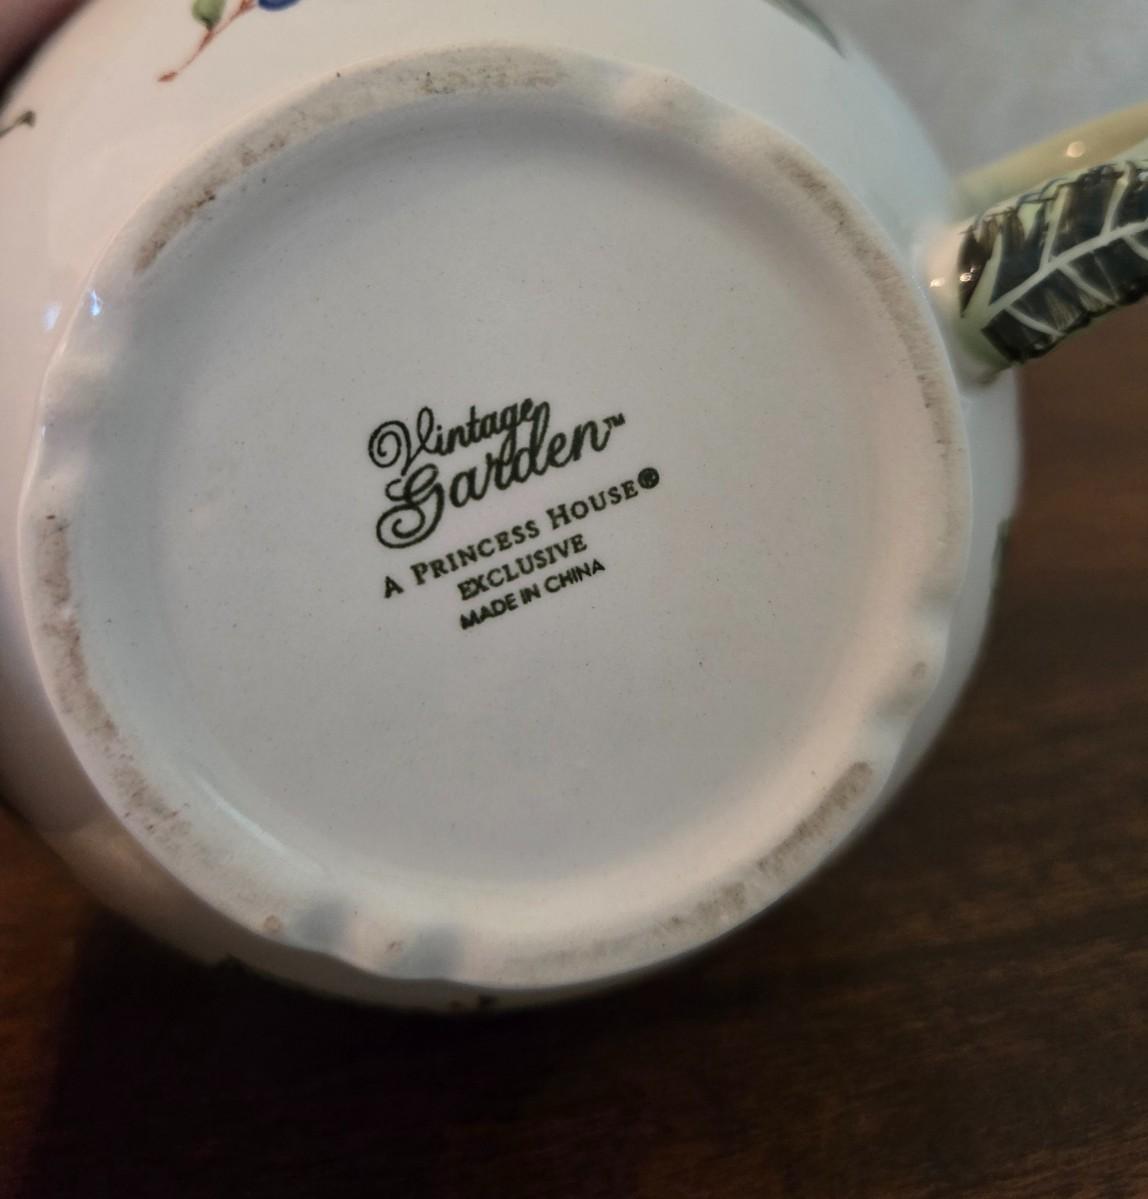 Vintage
Garden™
A PRINCESS HOUSE®
EXCLUSIVE
MADE IN CHINA